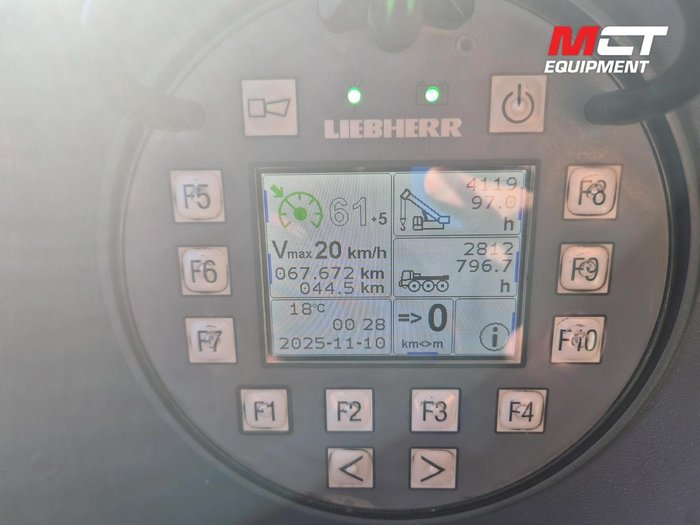 MCT
EQUIPMENT
LIEBHERR
F5
F6
F7
F8
F9
F10
61 +5
Vmax 20 km/h
067.672 km
044.5 km
18°C
00 28
2025-11-10
4119
97.0
h
2812
796.7
h
=> 0
km<>m
i
F1
F2
F3
F4
<
>